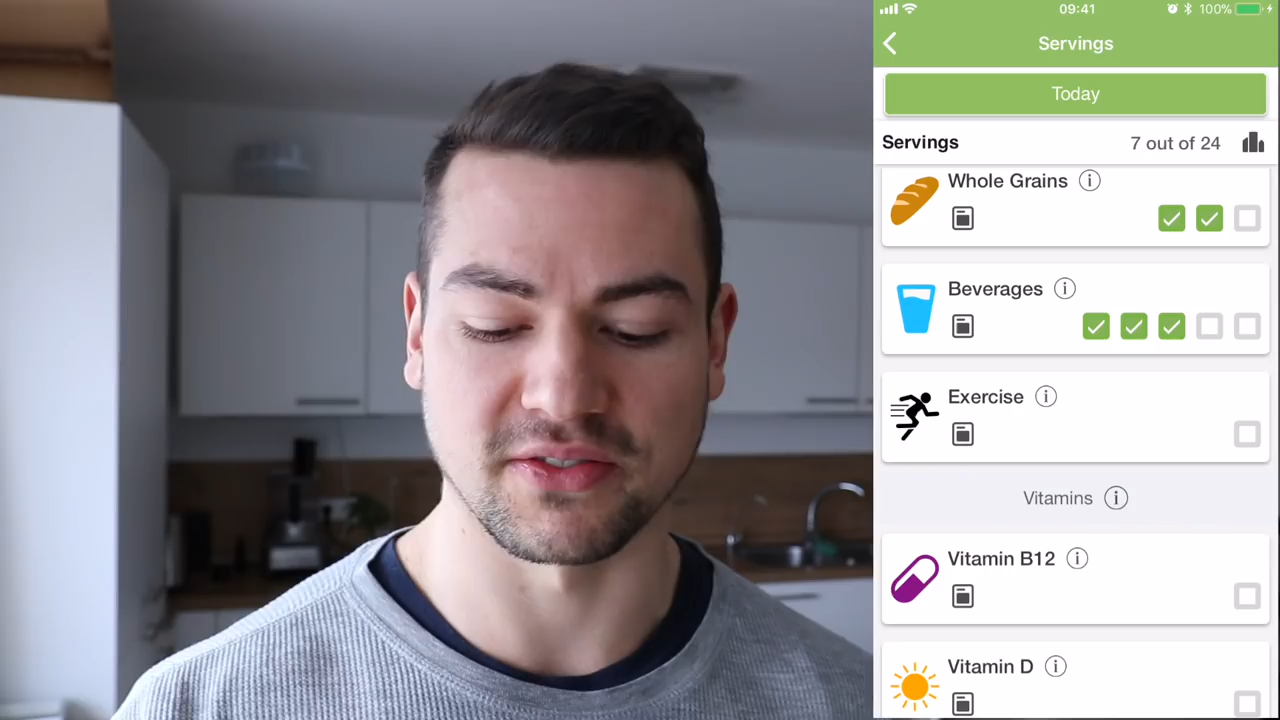 09:41
100%
Servings
Today
Servings 7 out of 24
Whole Grains
Beverages
Exercise
Vitamins
Vitamin B12
Vitamin D